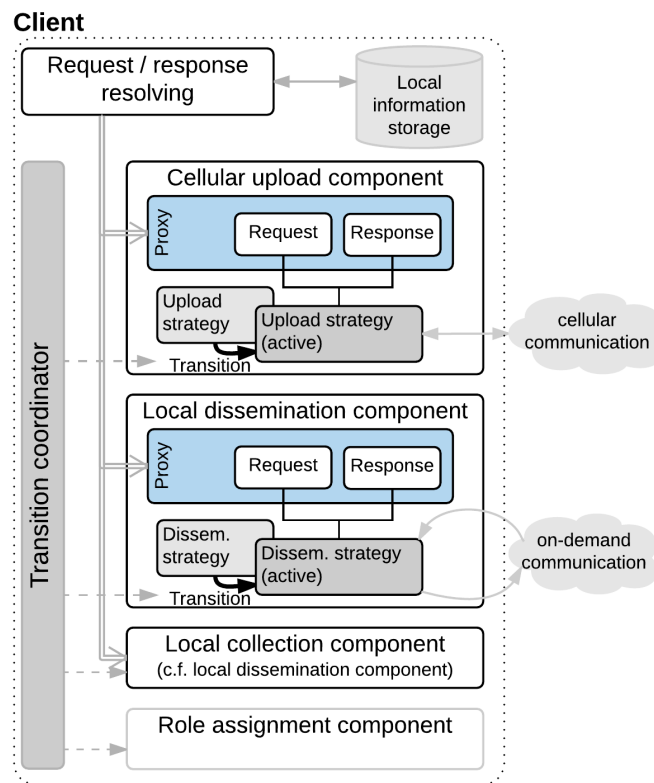 Client
Request / response
resolving
Local
information
storage
Transition coordinator
Cellular upload component
Proxy
Request
Response
Upload
strategy
Upload strategy
(active)
Transition
cellular
communication
Local dissemination component
Proxy
Request
Response
Dissem.
strategy
Dissem. strategy
(active)
Transition
on-demand
communication
Local collection component
(c.f. local dissemination component)
Role assignment component